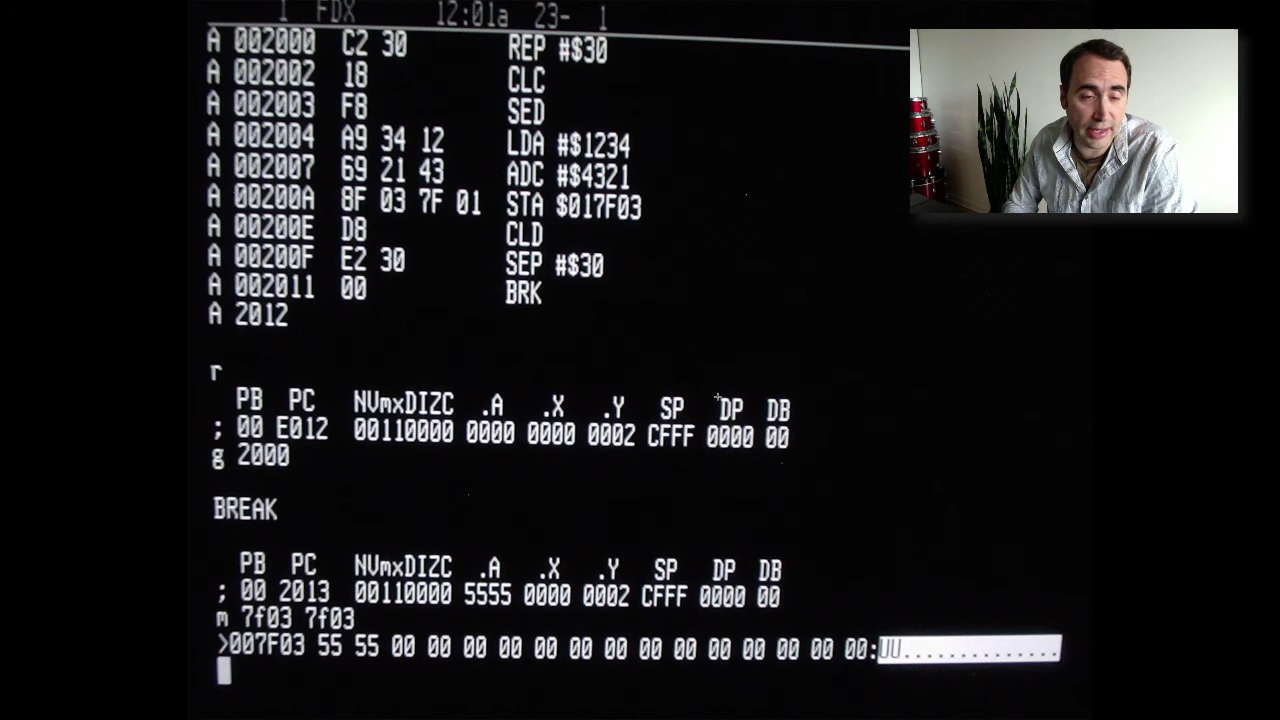 1 FDX 12:01a 23- 1
A 002000 C2 30 REP #$30
A 002002 18 CLC
A 002003 F8 SED
A 002004 A9 34 12 LDA #$1234
A 002007 69 21 43 ADC #$4321
A 00200A 8F 03 7F 01 STA $017F03
A 00200E D8 CLD
A 00200F E2 30 SEP #$30
A 002011 00 BRK
A 2012
r
PB PC NVmxDIZC .A .X .Y SP DP DB
; 00 E012 00110000 0000 0000 0002 CFFF 0000 00
g 2000
BREAK
PB PC NVmxDIZC .A .X .Y SP DP DB
; 00 2013 00110000 5555 0000 0002 CFFF 0000 00
m 7f03 7f03
>007F03 55 55 00 00 00 00 00 00 00 00 00 00 00 00 00 00:UU..............